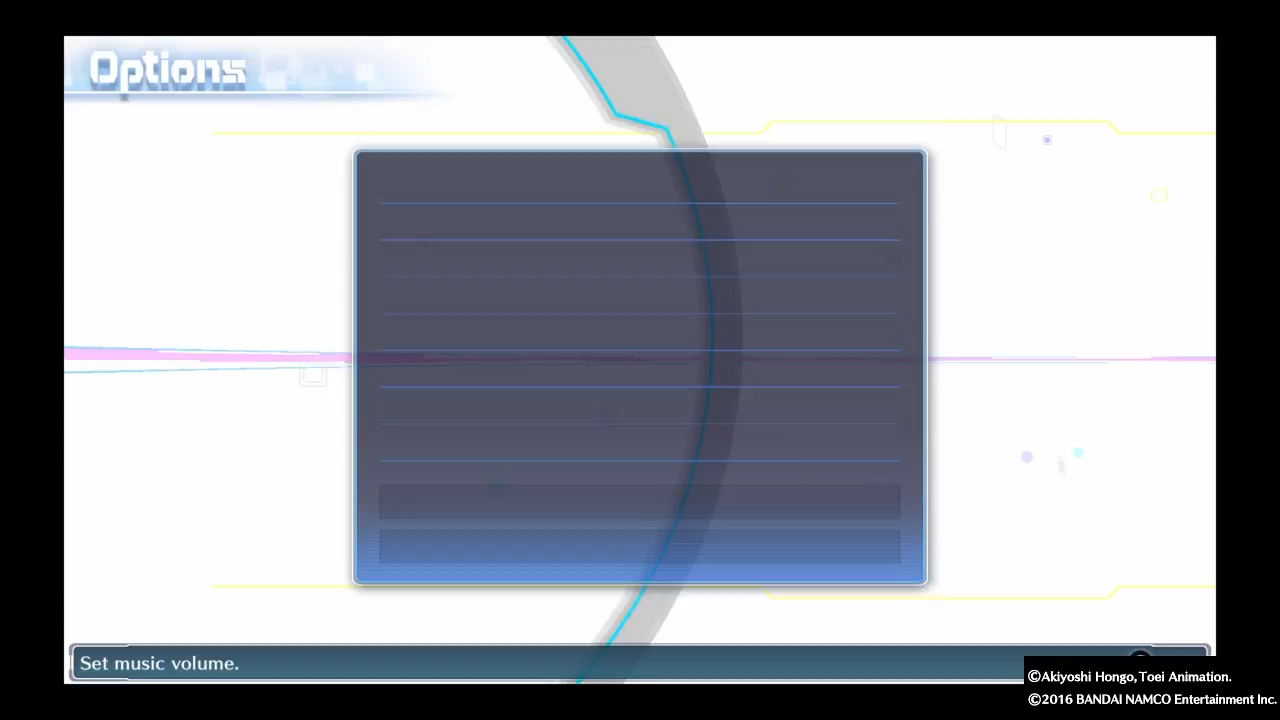 Options
Set music volume.
©Akiyoshi Hongo, Toei Animation.
©2016 BANDAI NAMCO Entertainment Inc.